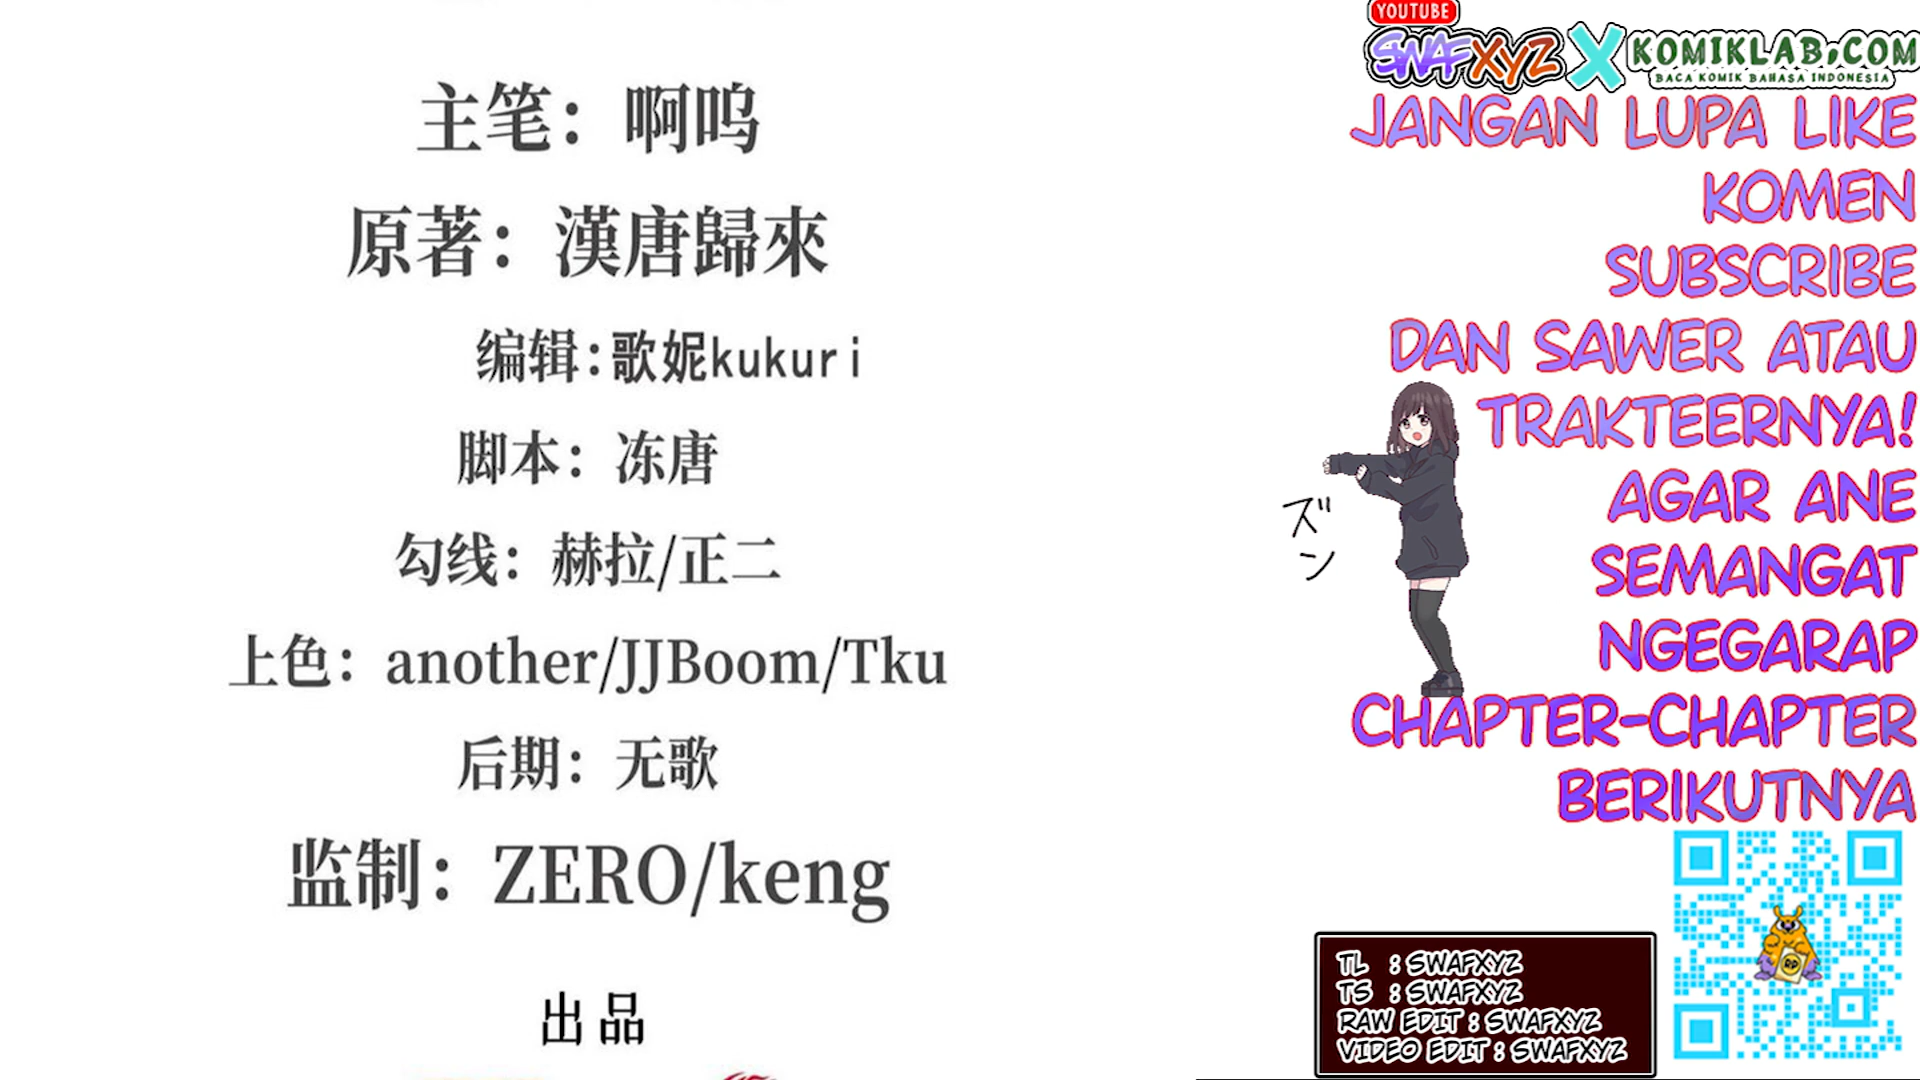 主笔：啊呜
原著：漢唐歸來
编辑:歌妮kukuri
脚本：冻唐
勾线：赫拉/正二
上色：another/JJBoom/Tku
后期：无歌
监制：ZERO/keng
出品
YOUTUBE
SWAFXYZ X KOMIKLAB.COM
BACA KOMIK BAHASA INDONESIA
JANGAN LUPA LIKE
KOMEN
SUBSCRIBE
DAN SAWER ATAU
TRAKTEERNYA!
AGAR ANE
SEMANGAT
NGEGARAP
CHAPTER-CHAPTER
BERIKUTNYA
ズン
TL : SWAFXYZ
TS : SWAFXYZ
RAW EDIT : SWAFXYZ
VIDEO EDIT : SWAFXYZ
RP